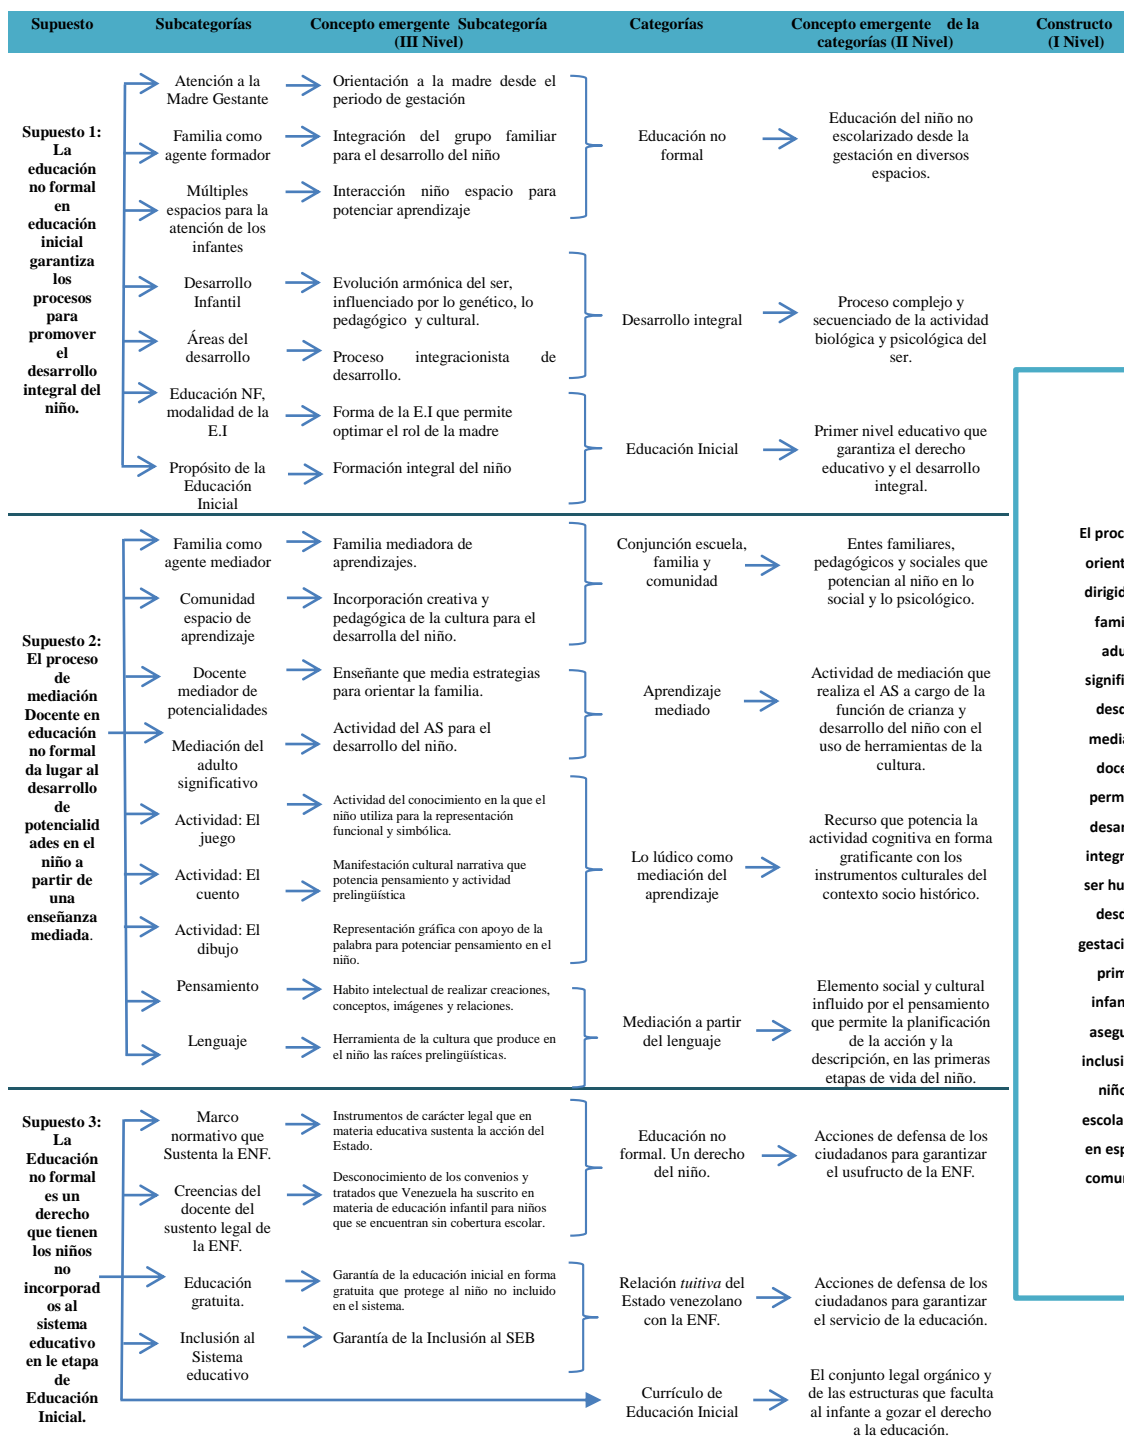 Supuesto
Subcategorías
Concepto emergente Subcategoría
(III Nivel)
Categorías
Concepto emergente de la
categorías (II Nivel)
Constructo
(I Nivel)
Supuesto 1:
La
educación
no formal
en
educación
inicial
garantiza
los
procesos
para
promover
el
desarrollo
integral del
niño.
Atención a la
Madre Gestante
Orientación a la madre desde el
periodo de gestación
Familia como
agente formador
Integración del grupo familiar
para el desarrollo del niño
Múltiples
espacios para la
atención de los
infantes
Interacción niño espacio para
potenciar aprendizaje
Educación no
formal
Educación del niño no
escolarizado desde la
gestación en diversos
espacios.
Desarrollo
Infantil
Evolución armónica del ser,
influenciado por lo genético, lo
pedagógico y cultural.
Áreas del
desarrollo
Proceso integracionista de
desarrollo.
Desarrollo integral
Proceso complejo y
secuenciado de la actividad
biológica y psicológica del
ser.
Educación NF,
modalidad de la
E.I
Forma de la E.I que permite
optimar el rol de la madre
Propósito de la
Educación
Inicial
Formación integral del niño
Educación Inicial
Primer nivel educativo que
garantiza el derecho
educativo y el desarrollo
integral.
Supuesto 2:
El proceso
de
mediación
Docente en
educación
no formal
da lugar al
desarrollo
de
potencialid
ades en el
niño a
partir de
una
enseñanza
mediada.
Familia como
agente mediador
Familia mediadora de
aprendizajes.
Comunidad
espacio de
aprendizaje
Incorporación creativa y
pedagógica de la cultura para el
desarrolla del niño.
Conjunción escuela,
familia y
comunidad
Entes familiares,
pedagógicos y sociales que
potencian al niño en lo
social y lo psicológico.
Docente
mediador de
potencialidades
Enseñante que media estrategias
para orientar la familia.
Mediación del
adulto
significativo
Actividad del AS para el
desarrollo del niño.
Aprendizaje
mediado
Actividad de mediación que
realiza el AS a cargo de la
función de crianza y
desarrollo del niño con el
uso de herramientas de la
cultura.
Actividad: El
juego
Actividad del conocimiento en la que el
niño utiliza para la representación
funcional y simbólica.
Actividad: El
cuento
Manifestación cultural narrativa que
potencia pensamiento y actividad
prelingüística
Actividad: El
dibujo
Representación gráfica con apoyo de la
palabra para potenciar pensamiento en el
niño.
Lo lúdico como
mediación del
aprendizaje
Recurso que potencia la
actividad cognitiva en forma
gratificante con los
instrumentos culturales del
contexto socio histórico.
Pensamiento
Habito intelectual de realizar creaciones,
conceptos, imágenes y relaciones.
Lenguaje
Herramienta de la cultura que produce en
el niño las raíces prelingüísticas.
Mediación a partir
del lenguaje
Elemento social y cultural
influido por el pensamiento
que permite la planificación
de la acción y la
descripción, en las primeras
etapas de vida del niño.
Supuesto 3:
La
Educación
no formal
es un
derecho
que tienen
los niños
no
incorporad
os al
sistema
educativo
en le etapa
de
Educación
Inicial.
Marco
normativo que
Sustenta la ENF.
Instrumentos de carácter legal que en
materia educativa sustenta la acción del
Estado.
Creencias del
docente del
sustento legal de
la ENF.
Desconocimiento de los convenios y
tratados que Venezuela ha suscrito en
materia de educación infantil para niños
que se encuentran sin cobertura escolar.
Educación no
formal. Un derecho
del niño.
Acciones de defensa de los
ciudadanos para garantizar
el usufructo de la ENF.
Educación
gratuita.
Garantía de la educación inicial en forma
gratuita que protege al niño no incluido
en el sistema.
Inclusión al
Sistema
educativo
Garantía de la Inclusión al SEB
Relación tuitiva del
Estado venezolano
con la ENF.
Acciones de defensa de los
ciudadanos para garantizar
el servicio de la educación.
Currículo de
Educación Inicial
El conjunto legal orgánico y
de las estructuras que faculta
al infante a gozar el derecho
a la educación.
El proc
orient
dirigid
fami
adu
signifi
desc
media
doce
perm
desar
integr
ser hu
desc
gestaci
prim
infan
asegu
inclusi
niño
escola
en esp
comu